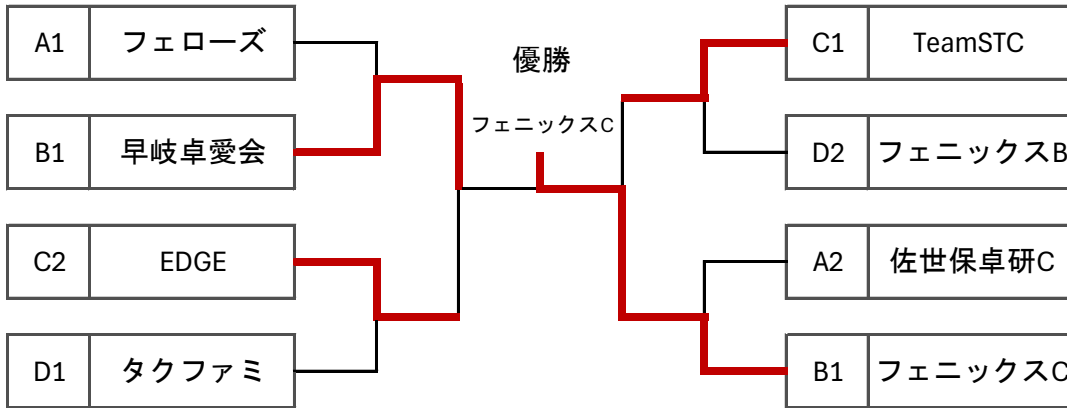 A1 フェローズ
B1 早岐卓愛会
C2 EDGE
D1 タクファミ
優勝
フェニックスC
C1 TeamSTC
D2 フェニックスB
A2 佐世保卓研C
B1 フェニックスC